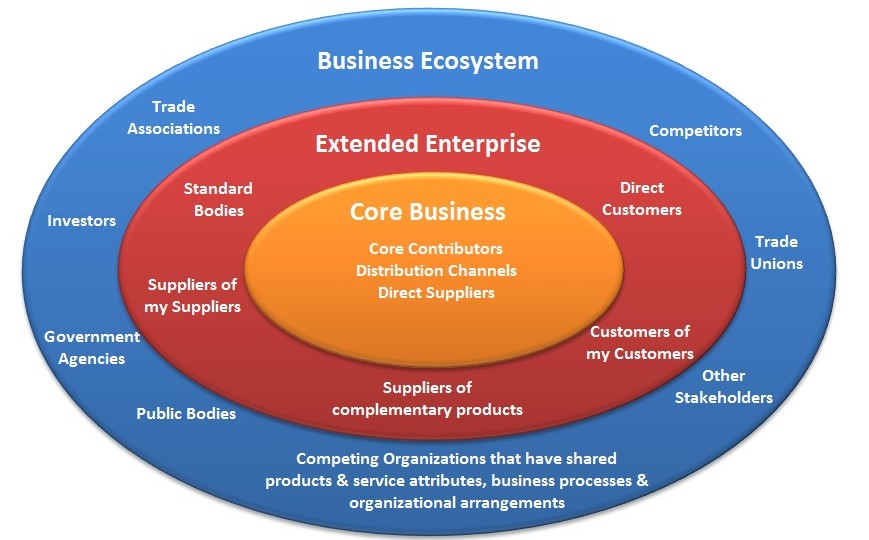 Business Ecosystem
Trade
Associations
Competitors
Extended Enterprise
Standard
Bodies
Direct
Customers
Investors
Core Business
Core Contributors
Distribution Channels
Direct Suppliers
Trade
Unions
Suppliers of
my Suppliers
Government
Agencies
Customers of
my Customers
Other
Stakeholders
Suppliers of
complementary products
Public Bodies
Competing Organizations that have shared
products & service attributes, business processes &
organizational arrangements